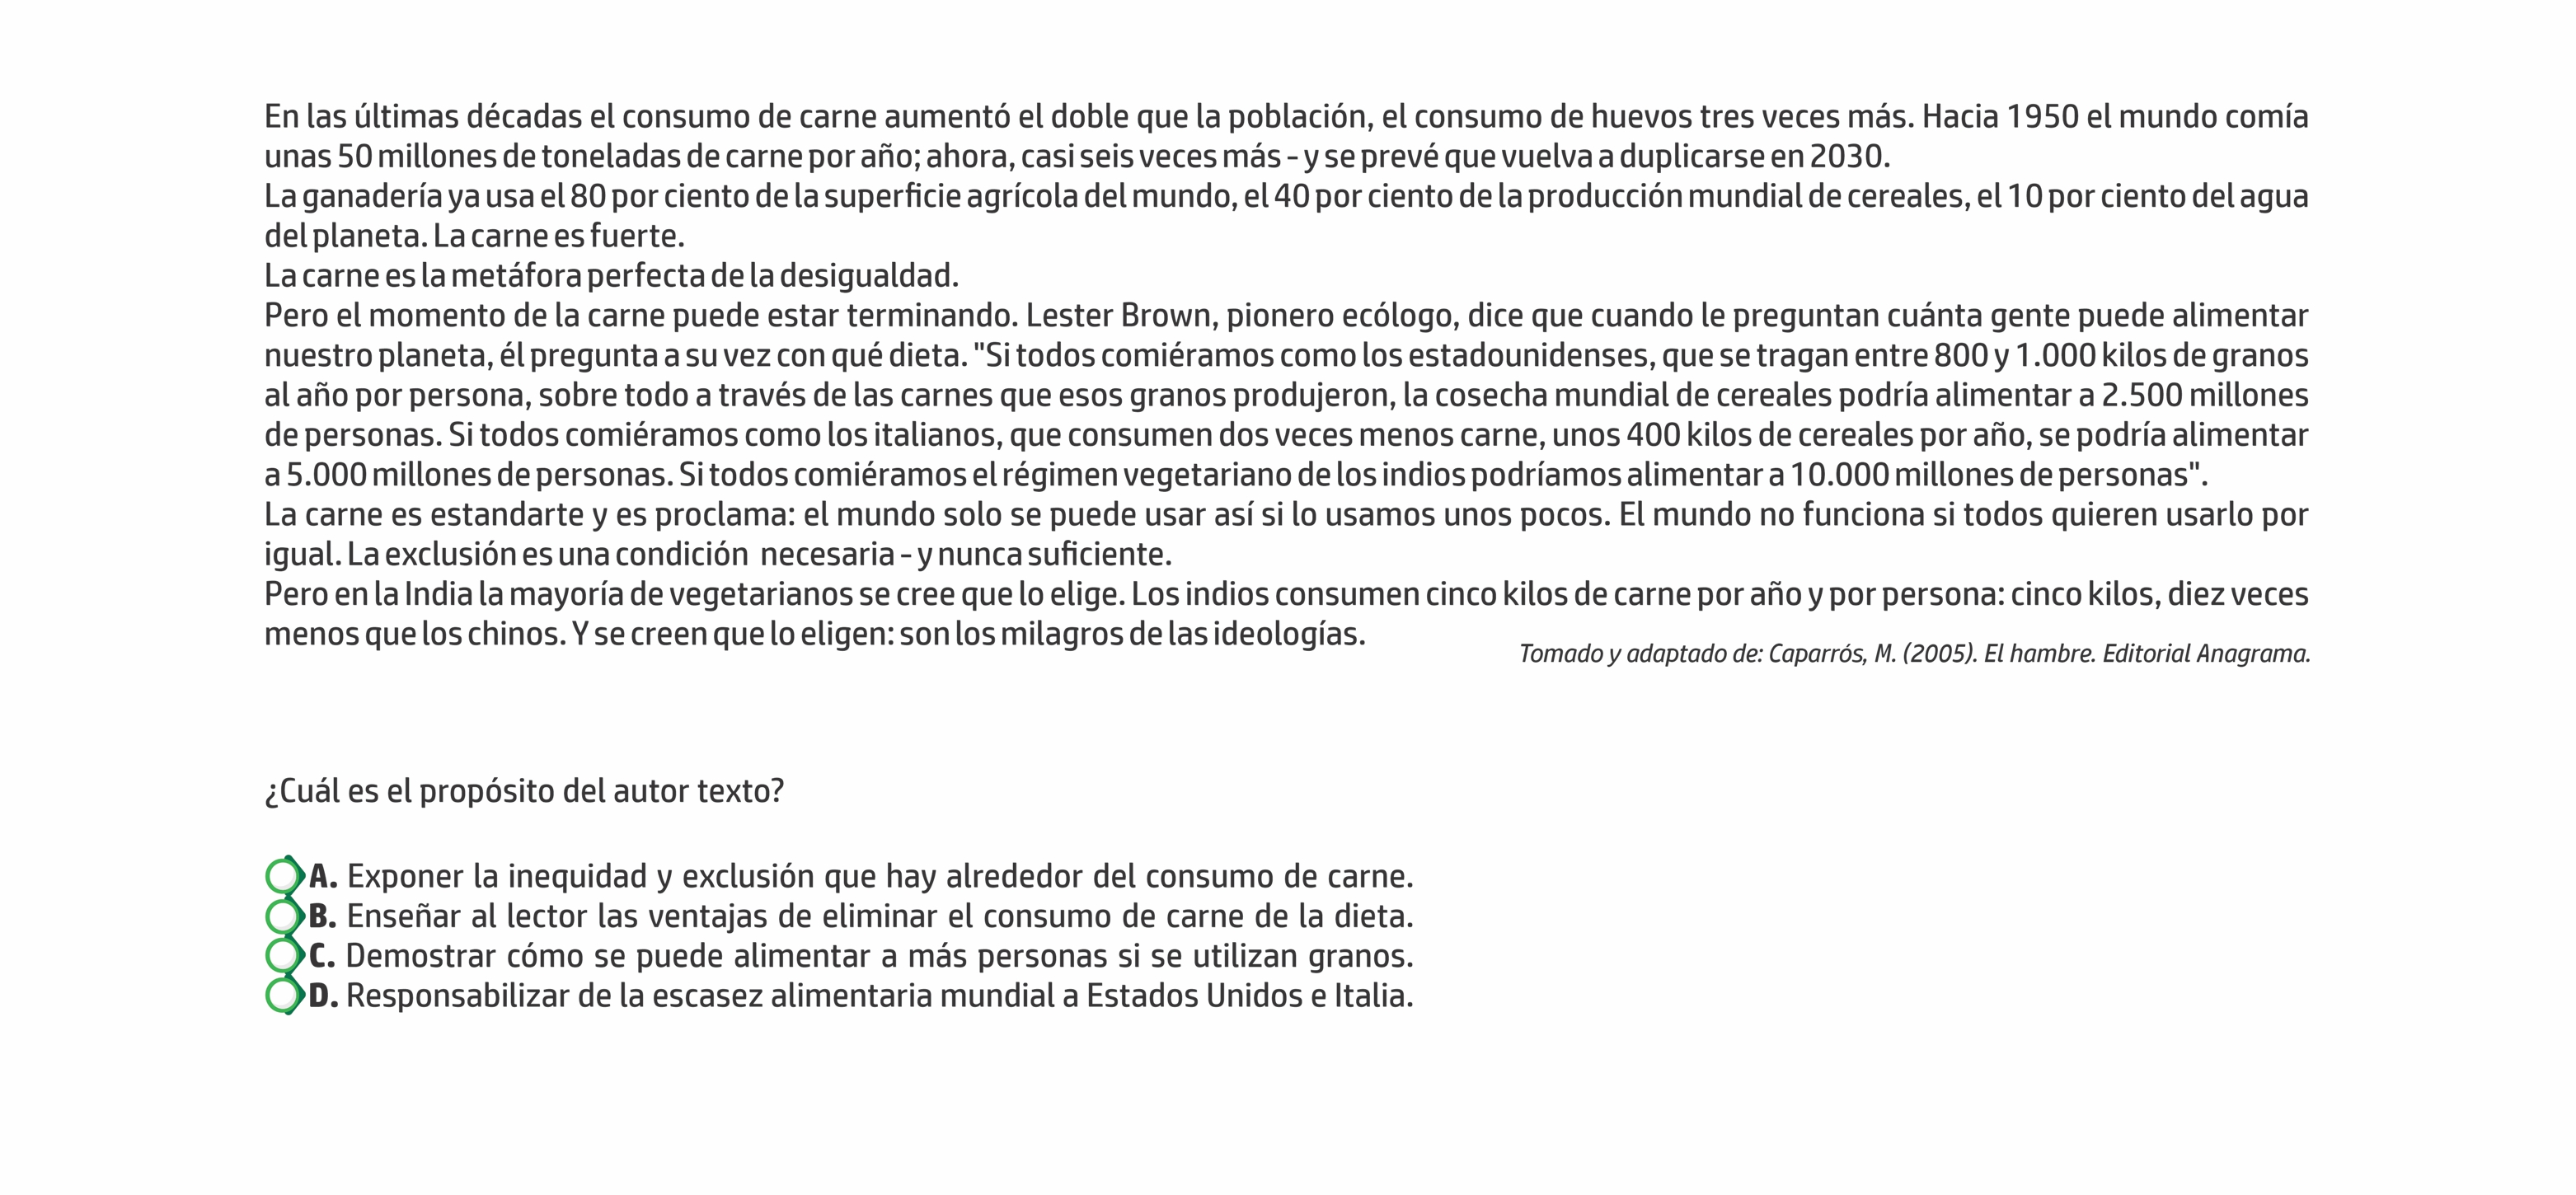 En las últimas décadas el consumo de carne aumentó el doble que la población, el consumo de huevos tres veces más. Hacia 1950 el mundo comía
unas 50 millones de toneladas de carne por año; ahora, casi seis veces más - y se prevé que vuelva a duplicarse en 2030.
La ganadería ya usa el 80 por ciento de la superficie agrícola del mundo, el 40 por ciento de la producción mundial de cereales, el 10 por ciento del agua
del planeta. La carne es fuerte.
La carne es la metáfora perfecta de la desigualdad.
Pero el momento de la carne puede estar terminando. Lester Brown, pionero ecólogo, dice que cuando le preguntan cuánta gente puede alimentar
nuestro planeta, él pregunta a su vez con qué dieta. "Si todos comiéramos como los estadounidenses, que se tragan entre 800 y 1.000 kilos de granos
al año por persona, sobre todo a través de las carnes que esos granos produjeron, la cosecha mundial de cereales podría alimentar a 2.500 millones
de personas. Si todos comiéramos como los italianos, que consumen dos veces menos carne, unos 400 kilos de cereales por año, se podría alimentar
a 5.000 millones de personas. Si todos comiéramos el régimen vegetariano de los indios podríamos alimentar a 10.000 millones de personas".
La carne es estandarte y es proclama: el mundo solo se puede usar así si lo usamos unos pocos. El mundo no funciona si todos quieren usarlo por
igual. La exclusión es una condición necesaria - y nunca suficiente.
Pero en la India la mayoría de vegetarianos se cree que lo elige. Los indios consumen cinco kilos de carne por año y por persona: cinco kilos, diez veces
menos que los chinos. Y se creen que lo eligen: son los milagros de las ideologías.
Tomado y adaptado de: Caparrós, M. (2005). El hambre. Editorial Anagrama.
¿Cuál es el propósito del autor texto?
A. Exponer la inequidad y exclusión que hay alrededor del consumo de carne.
B. Enseñar al lector las ventajas de eliminar el consumo de carne de la dieta.
C. Demostrar cómo se puede alimentar a más personas si se utilizan granos.
D. Responsabilizar de la escasez alimentaria mundial a Estados Unidos e Italia.